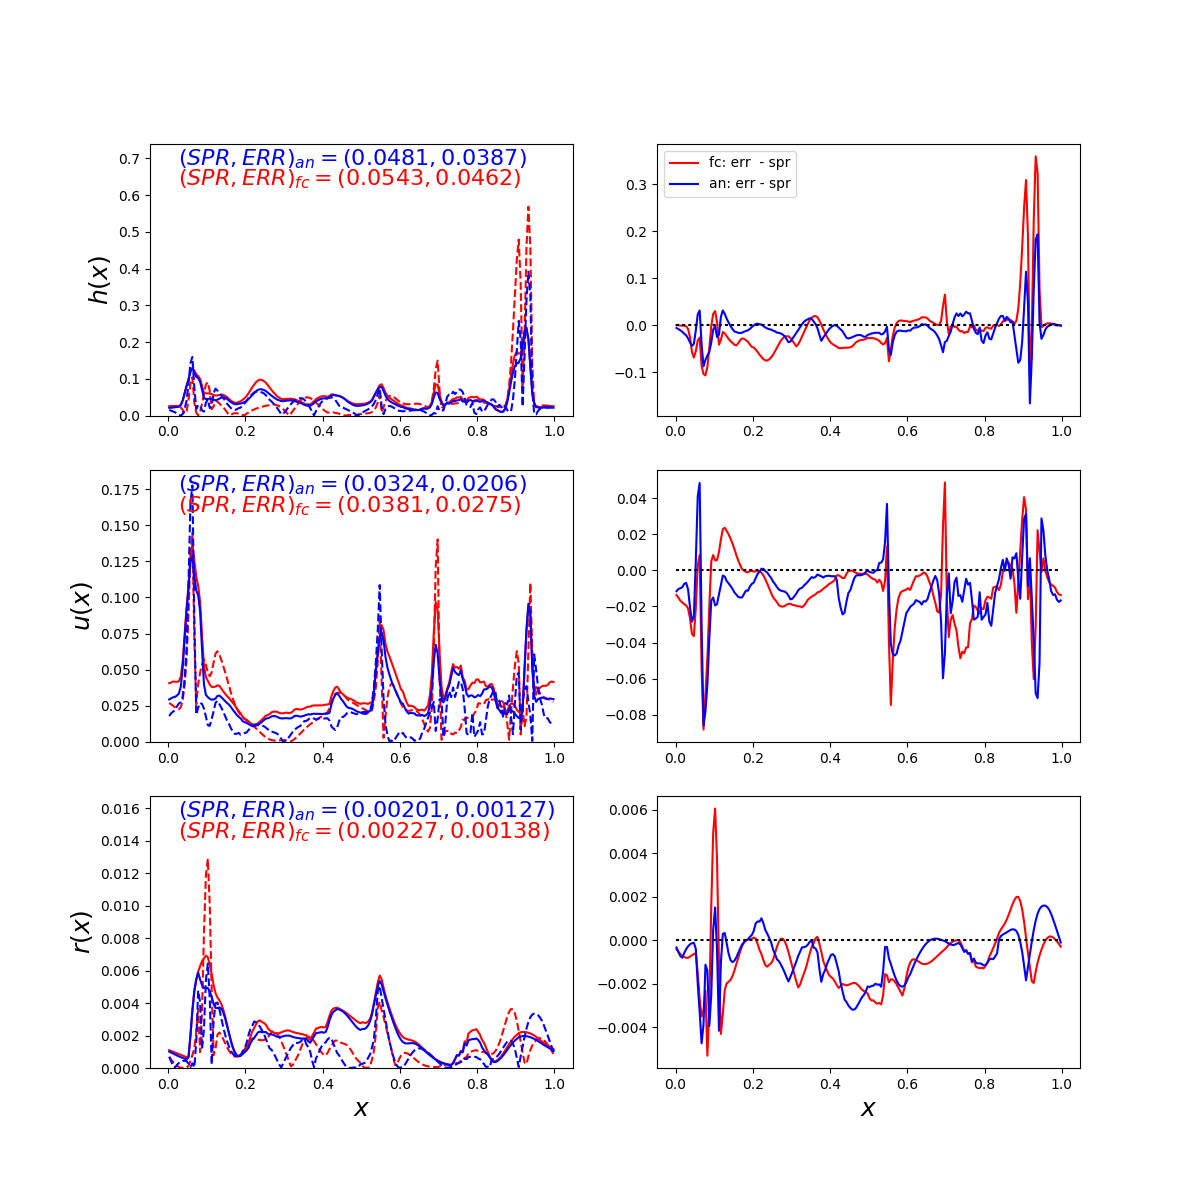 (SPR, ERR)an = (0.0481, 0.0387)
(SPR, ERR)fc = (0.0543, 0.0462)
h(x)
0.7
0.6
0.5
0.4
0.3
0.2
0.1
0.0
0.0 0.2 0.4 0.6 0.8 1.0
fc: err - spr
an: err - spr
0.3
0.2
0.1
0.0
−0.1
0.0 0.2 0.4 0.6 0.8 1.0
(SPR, ERR)an = (0.0324, 0.0206)
(SPR, ERR)fc = (0.0381, 0.0275)
u(x)
0.175
0.150
0.125
0.100
0.075
0.050
0.025
0.000
0.0 0.2 0.4 0.6 0.8 1.0
0.04
0.02
0.00
−0.02
−0.04
−0.06
−0.08
0.0 0.2 0.4 0.6 0.8 1.0
(SPR, ERR)an = (0.00201, 0.00127)
(SPR, ERR)fc = (0.00227, 0.00138)
r(x)
0.016
0.014
0.012
0.010
0.008
0.006
0.004
0.002
0.000
0.0 0.2 0.4 0.6 0.8 1.0
x
0.006
0.004
0.002
0.000
−0.002
−0.004
0.0 0.2 0.4 0.6 0.8 1.0
x